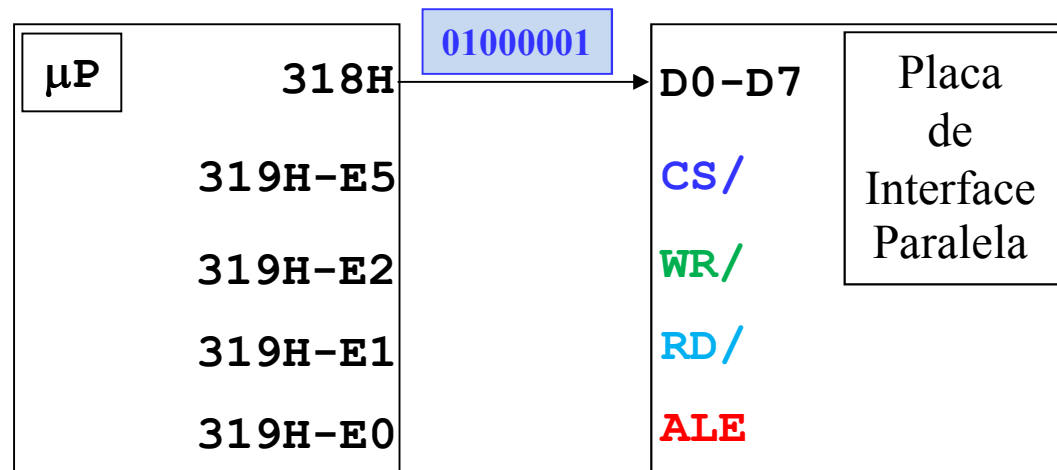 01000001
μP
318H
D0-D7
319H-E5
CS/
319H-E2
WR/
319H-E1
RD/
319H-E0
ALE
Placa
de
Interface
Paralela